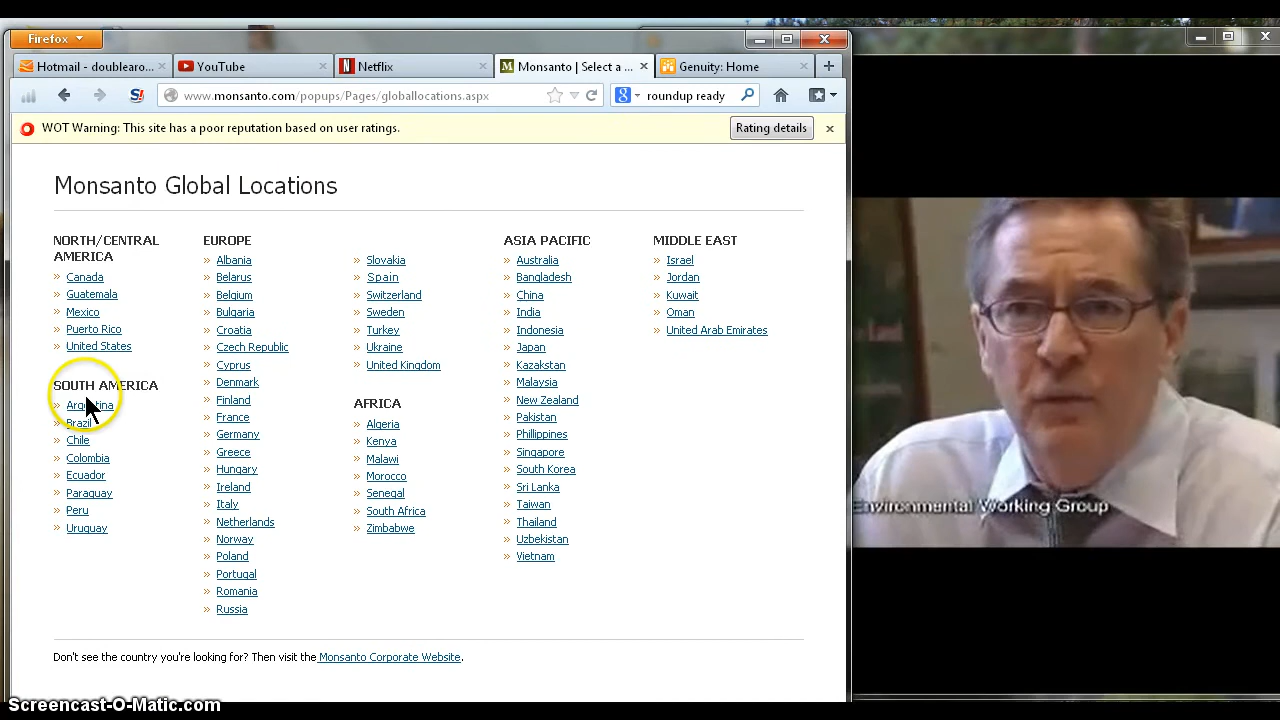 Firefox
Hotmail - doublearo...
YouTube
Netflix
Monsanto | Select a ...
Genuity: Home
www.monsanto.com/popups/Pages/globallocations.aspx
roundup ready
WOT Warning: This site has a poor reputation based on user ratings.
Rating details
Monsanto Global Locations
NORTH/CENTRAL
AMERICA
Canada
Guatemala
Mexico
Puerto Rico
United States
SOUTH AMERICA
Argentina
Brazil
Chile
Colombia
Ecuador
Paraguay
Peru
Uruguay
EUROPE
Albania
Belarus
Belgium
Bulgaria
Croatia
Czech Republic
Cyprus
Denmark
Finland
France
Germany
Greece
Hungary
Ireland
Italy
Netherlands
Norway
Poland
Portugal
Romania
Russia
Slovakia
Spain
Switzerland
Sweden
Turkey
Ukraine
United Kingdom
AFRICA
Algeria
Kenya
Malawi
Morocco
Senegal
South Africa
Zimbabwe
ASIA PACIFIC
Australia
Bangladesh
China
India
Indonesia
Japan
Kazakstan
Malaysia
New Zealand
Pakistan
Phillippines
Singapore
South Korea
Sri Lanka
Taiwan
Thailand
Uzbekistan
Vietnam
MIDDLE EAST
Israel
Jordan
Kuwait
Oman
United Arab Emirates
Don't see the country you're looking for? Then visit the Monsanto Corporate Website.
Environmental Working Group
Screencast-O-Matic.com